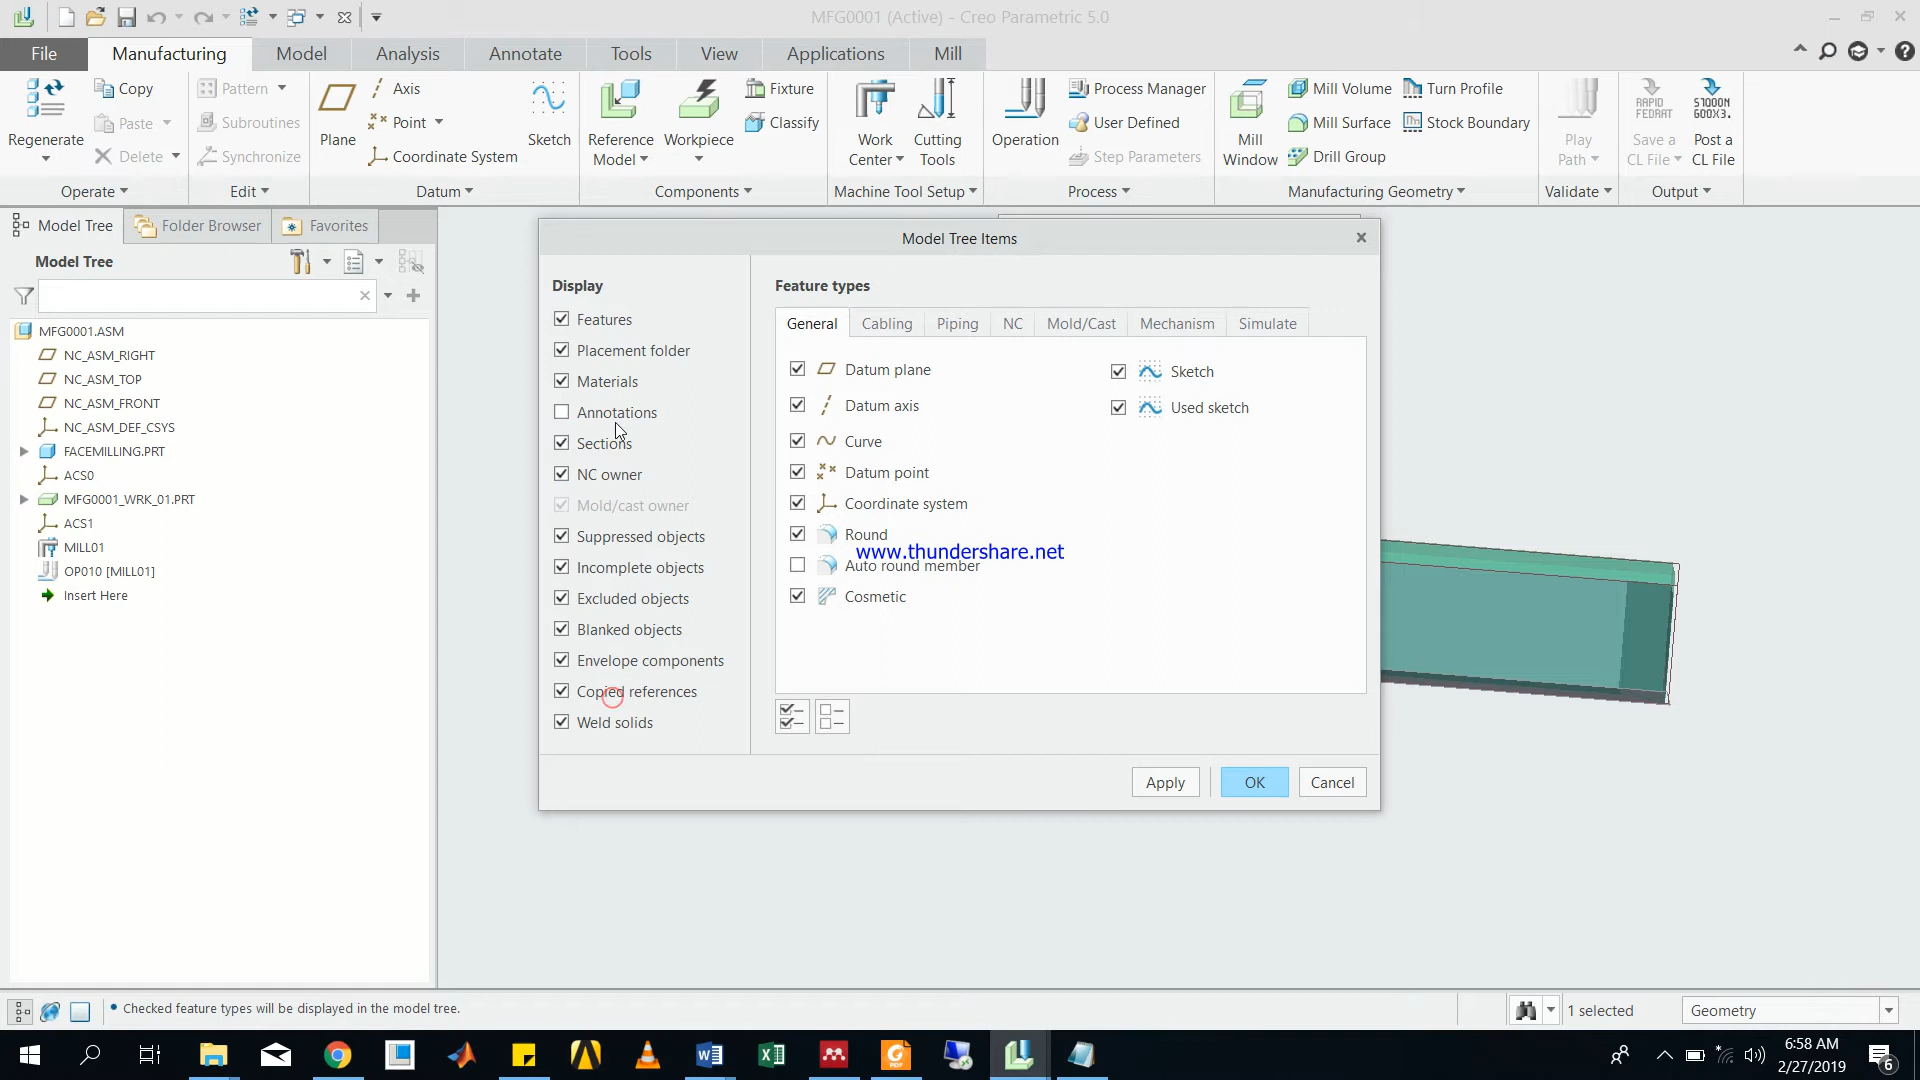 MFG0001 (Active) - Creo Parametric 5.0
File Manufacturing Model Analysis Annotate Tools View Applications Mill
Regenerate
Copy
Paste
Delete
Operate
Pattern
Subroutines
Synchronize
Edit
Plane
Axis
Point
Coordinate System
Sketch
Datum
Reference
Model
Workpiece
Fixture
Classify
Components
Work
Center
Cutting
Tools
Machine Tool Setup
Operation
Process Manager
User Defined
Step Parameters
Process
Mill
Window
Mill Volume
Mill Surface
Drill Group
Turn Profile
Stock Boundary
Manufacturing Geometry
Play
Path
Validate
RAPID
FEDRAT
Save a
CL File
S1000M
G00X3.
Post a
CL File
Output
Model Tree Folder Browser Favorites
Model Tree
MFG0001.ASM
NC_ASM_RIGHT
NC_ASM_TOP
NC_ASM_FRONT
NC_ASM_DEF_CSYS
FACEMILLING.PRT
ACS0
MFG0001_WRK_01.PRT
ACS1
MILL01
OP010 [MILL01]
Insert Here
Model Tree Items
Display
Features
Placement folder
Materials
Annotations
Sections
NC owner
Mold/cast owner
Suppressed objects
Incomplete objects
Excluded objects
Blanked objects
Envelope components
Copied references
Weld solids
Feature types
General Cabling Piping NC Mold/Cast Mechanism Simulate
Datum plane
Datum axis
Curve
Datum point
Coordinate system
Round
Auto round member
Cosmetic
Sketch
Used sketch
www.thundershare.net
Apply OK Cancel
Checked feature types will be displayed in the model tree.
1 selected
Geometry
6:58 AM
2/27/2019
6